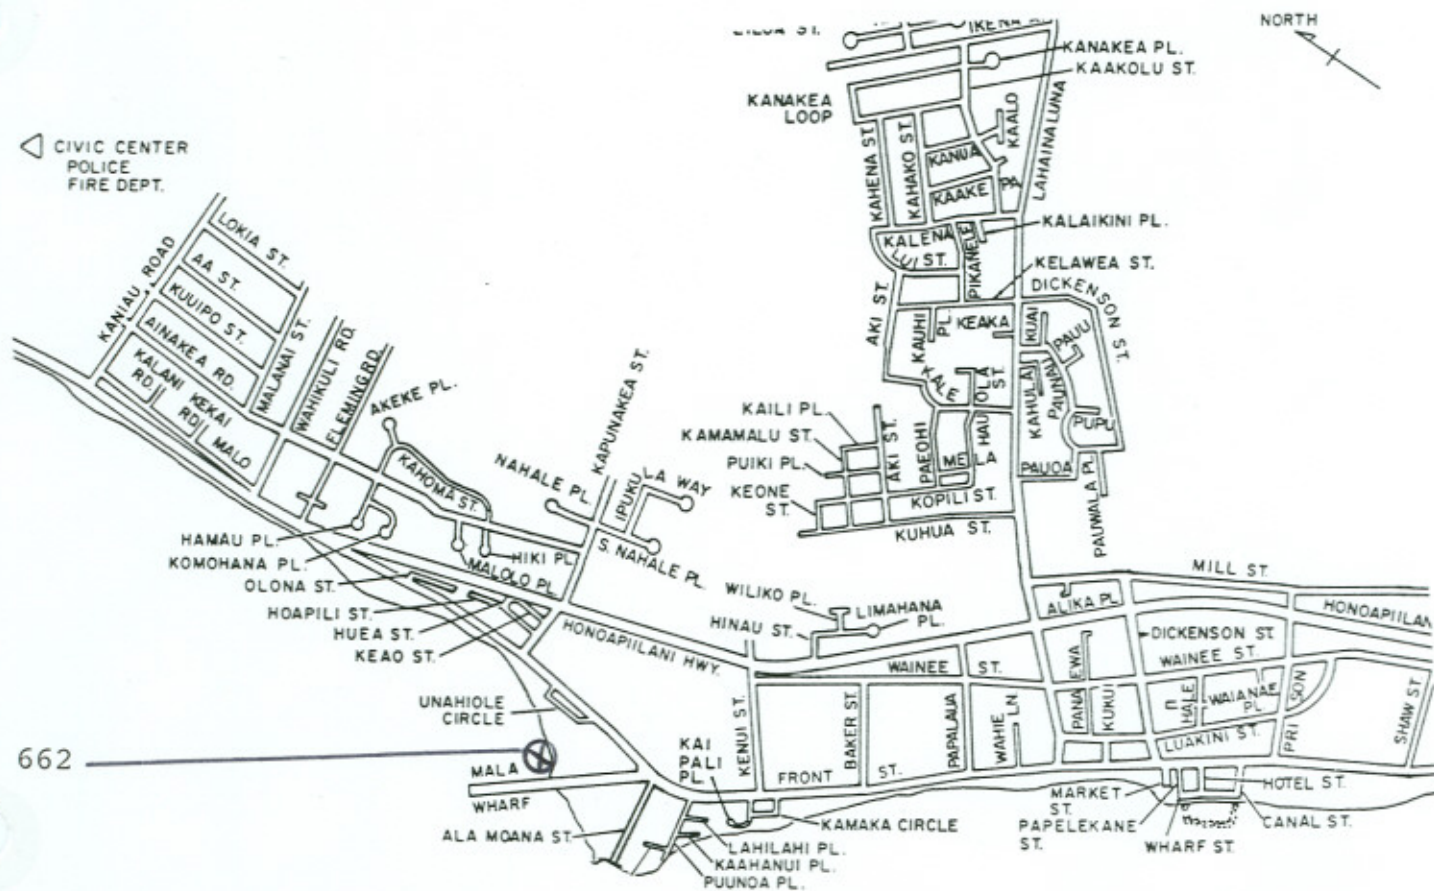 NORTH
IKENA
KANAKEA PL.
KAAKOLU ST.
KANAKEA
LOOP
KAALO
LAHAINALUNA
KAHENA ST.
KAHAKO ST.
KANUA
KAAKE
PA
CIVIC CENTER
POLICE
FIRE DEPT.
KALAIKINI PL.
KALENA
LUI ST.
PIKANELE
KELAWEA ST.
DICKENSON ST.
LOKIA ST.
KANIAU ROAD
AA ST.
KUUIPO ST.
AINAKEA RD.
KALANI
RD.
KEKAI
RD.
MALO
MALANAI ST.
WAHIKULI RD.
FLEMING RD.
AKEKE PL.
KAHOMA ST.
AKI ST.
KAUHI
PL.
KEAKA
KUAI
PAUU
KALE
OLA ST.
HAU
KAHULA
PAUNAU
PUPU
KAILI PL.
KAMAMALU ST.
PUIKI PL.
KEONE
ST.
AKI ST.
PAEOHI
MELA
PAUOA
KOPILI ST.
KUHUA ST.
PAUWALA PL.
NAHALE PL.
KAPUNAKEA ST.
IPUKULA WAY
S. NAHALE PL.
HAMAU PL.
KOMOHANA PL.
OLONA ST.
HOAPILI ST.
HUEA ST.
KEAO ST.
HIKI PL.
MALOLO PL.
WILIKO PL.
LIMAHANA
PL.
HINAU ST.
MILL ST.
ALIKA PL.
HONOAPIILAN
HONOAPIILANI HWY.
DICKENSON ST.
WAINEE ST.
WAINEE ST.
PANAEWA
KUKUI
HALE
WAIANAE
PL.
PRISON
SHAW ST.
LUAKINI ST.
UNAHIOLE
CIRCLE
KENUI ST.
BAKER ST.
PAPALAUA
WAHIE
LN.
662
MALA
WHARF
KAI
PALI
PL.
FRONT ST.
MARKET
ST.
PAPELEKANE
ST.
HOTEL ST.
CANAL ST.
WHARF ST.
ALA MOANA ST.
KAMAKA CIRCLE
LAHILAHI PL.
KAAHANUI PL.
PUUNOA PL.